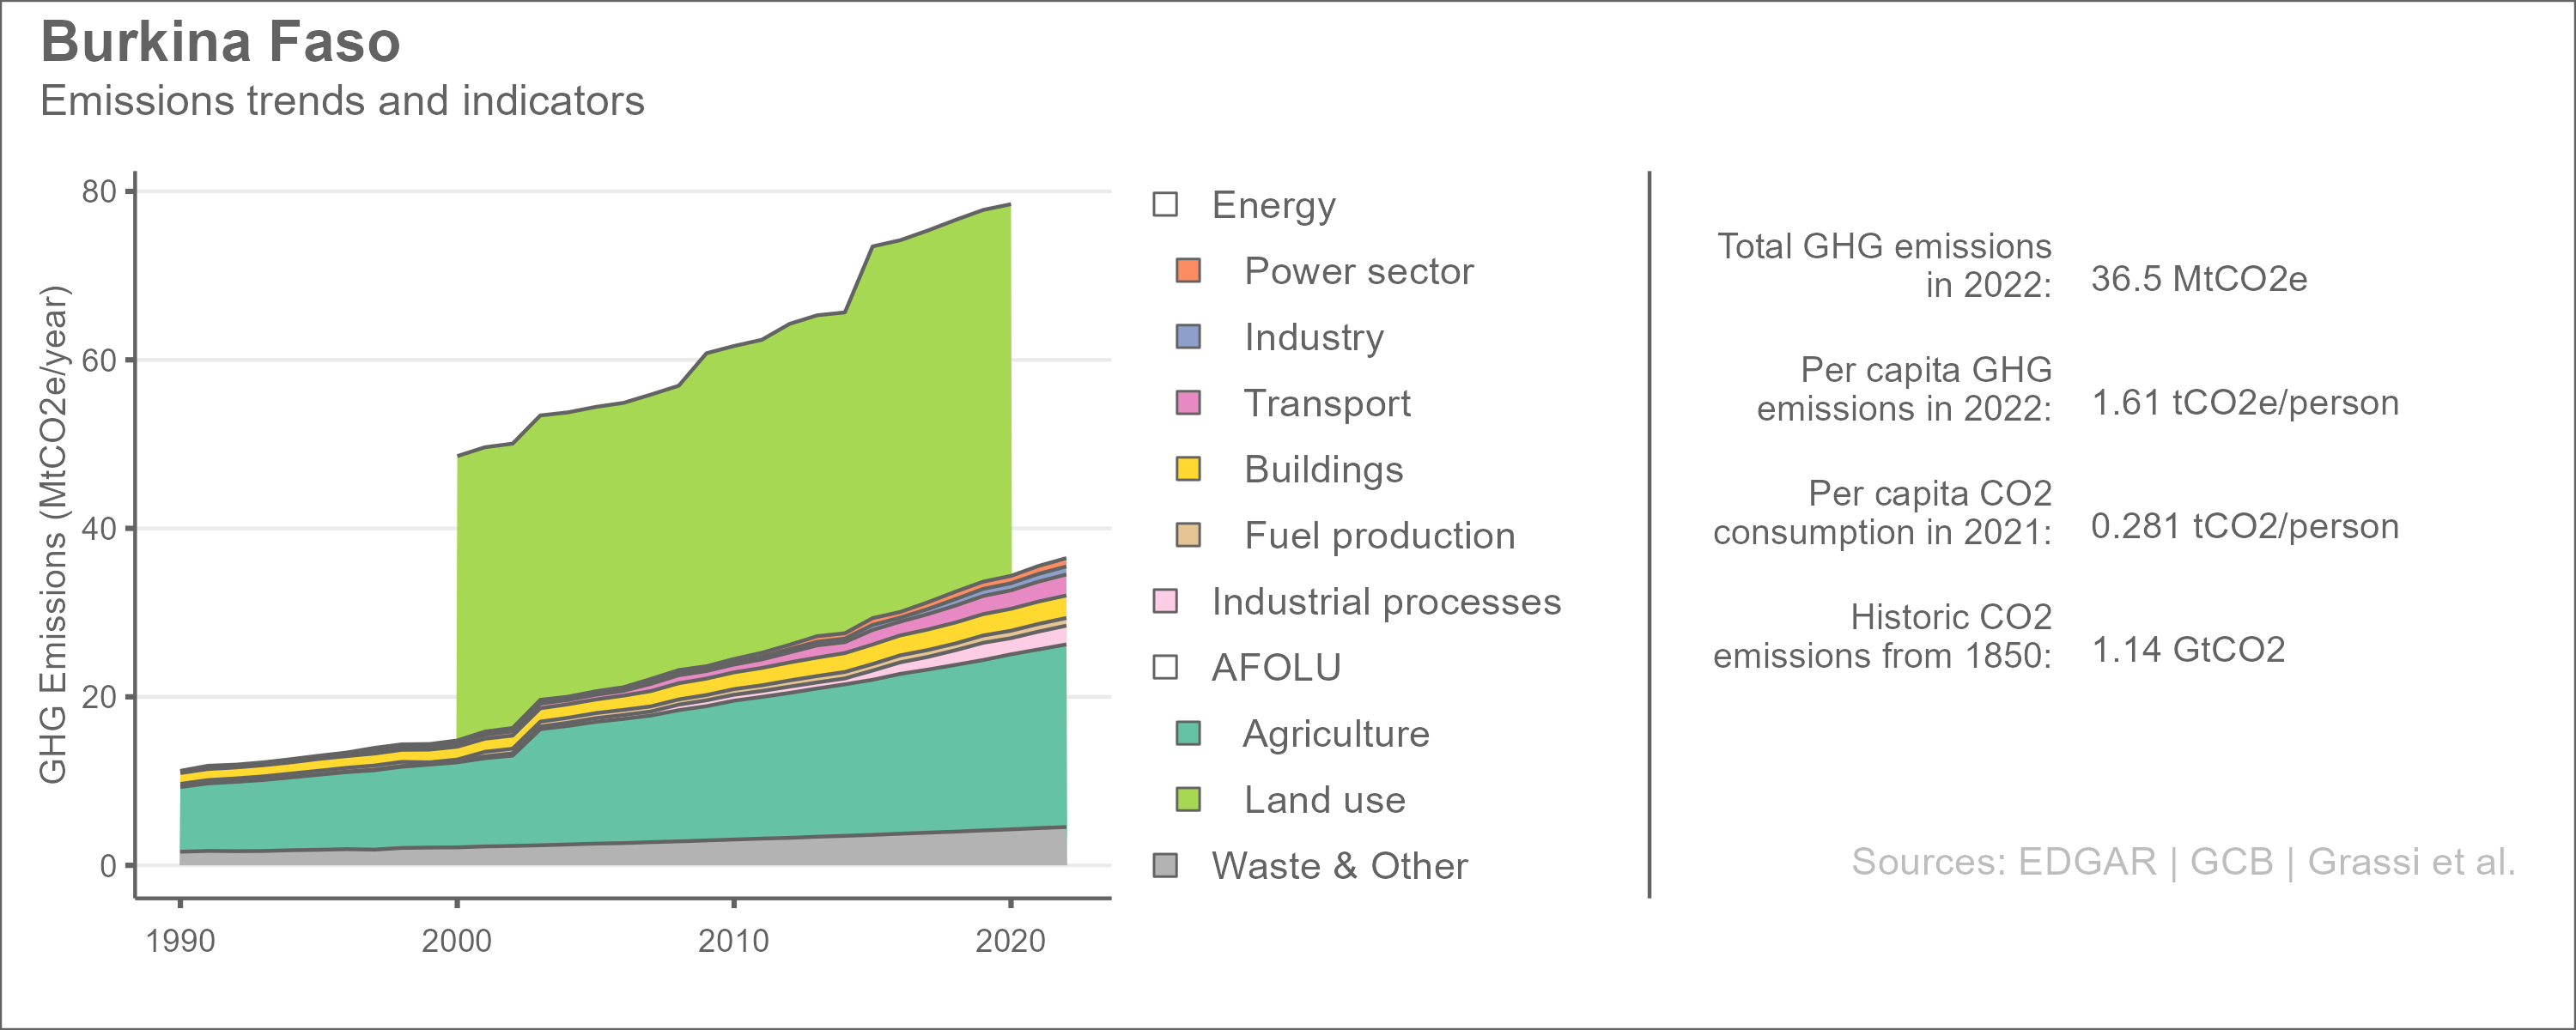 Burkina Faso
Emissions trends and indicators
GHG Emissions (MtCO2e/year)
80
60
40
20
0
1990
2000
2010
2020
Energy
Power sector
Industry
Transport
Buildings
Fuel production
Industrial processes
AFOLU
Agriculture
Land use
Waste & Other
Total GHG emissions
in 2022:
36.5 MtCO2e
Per capita GHG
emissions in 2022:
1.61 tCO2e/person
Per capita CO2
consumption in 2021:
0.281 tCO2/person
Historic CO2
emissions from 1850:
1.14 GtCO2
Sources: EDGAR | GCB | Grassi et al.